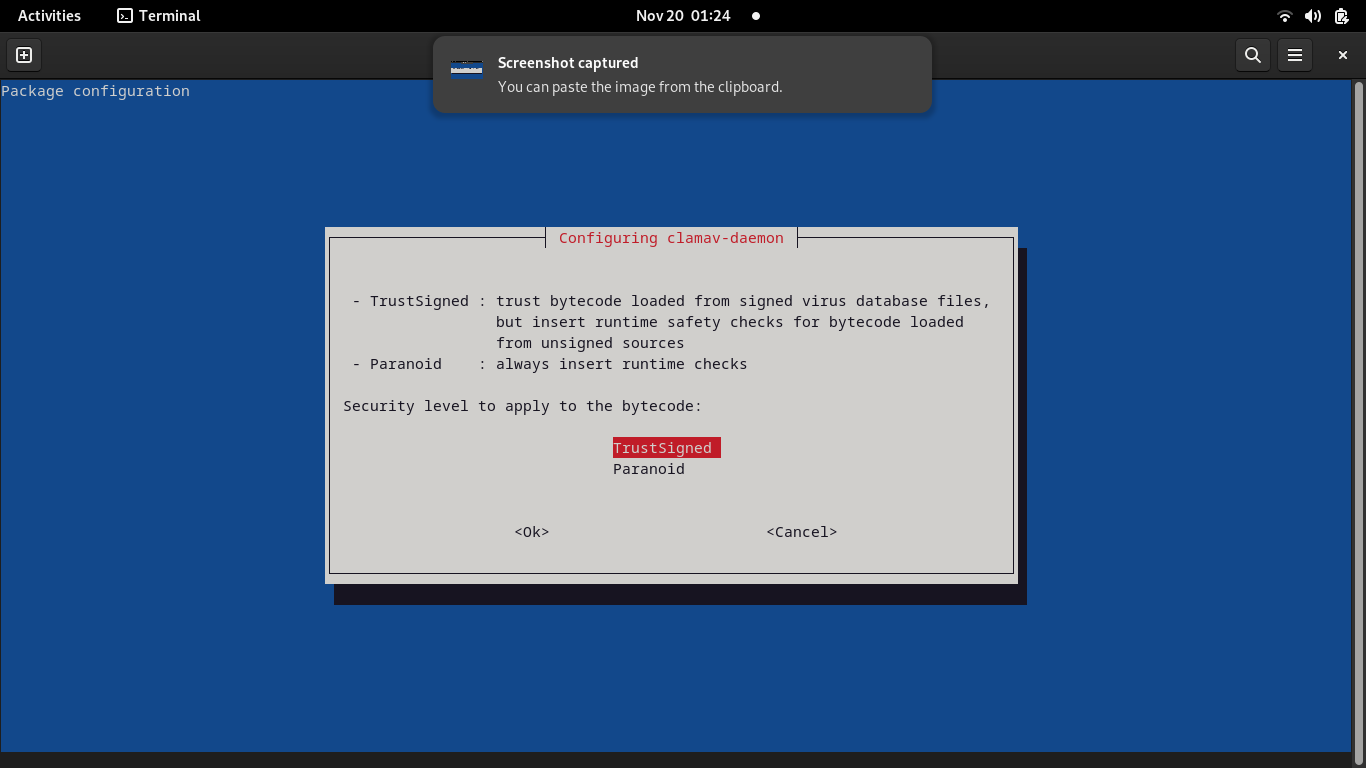 Activities Terminal Nov 20 01:24
Screenshot captured
You can paste the image from the clipboard.
Package configuration
Configuring clamav-daemon
- TrustSigned : trust bytecode loaded from signed virus database files,
but insert runtime safety checks for bytecode loaded
from unsigned sources
- Paranoid : always insert runtime checks
Security level to apply to the bytecode:
TrustSigned
Paranoid
<Ok> <Cancel>